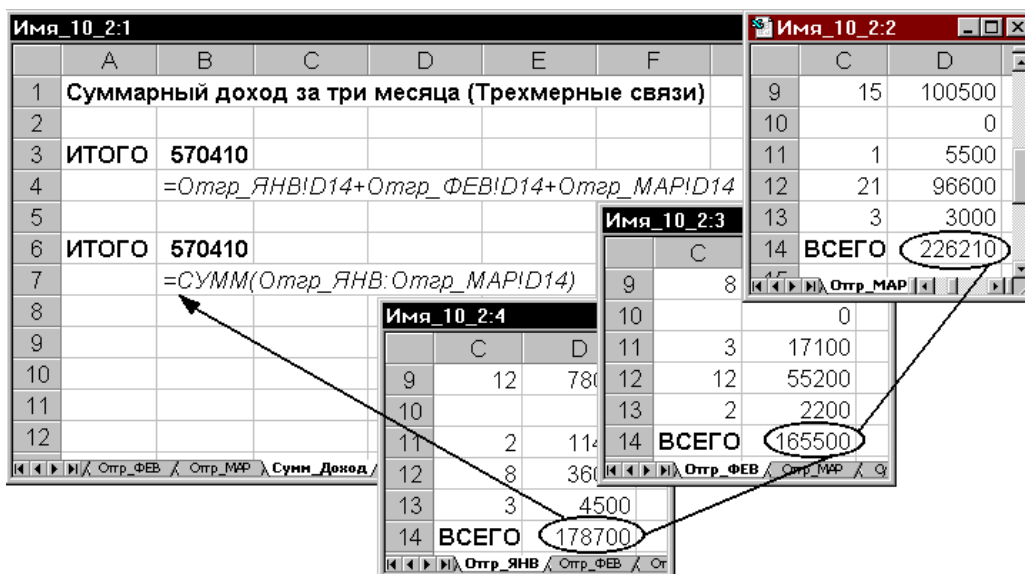 Имя_10_2:1
A B C D E F
1 Суммарный доход за три месяца (Трехмерные связи)
2
3 ИТОГО 570410
4 =Отгр_ЯНВ!D14+Отгр_ФЕВ!D14+Отгр_МАР!D14
5
6 ИТОГО 570410
7 =СУММ(Отгр_ЯНВ:Отгр_МАР!D14)
8
9
10
11
12
Отгр_ФЕВ Отгр_МАР Сумм_Доход
Имя_10_2:2
C D
9 15 100500
10 0
11 1 5500
12 21 96600
13 3 3000
14 ВСЕГО 226210
Отгр_МАР
Имя_10_2:3
C
9 8
10 0
11 3 17100
12 12 55200
13 2 2200
14 ВСЕГО 165500
Отгр_ФЕВ Отгр_МАР
Имя_10_2:4
C D
9 12
10
11 2
12 8
13 3 4500
14 ВСЕГО 178700
Отгр_ЯНВ Отгр_ФЕВ От